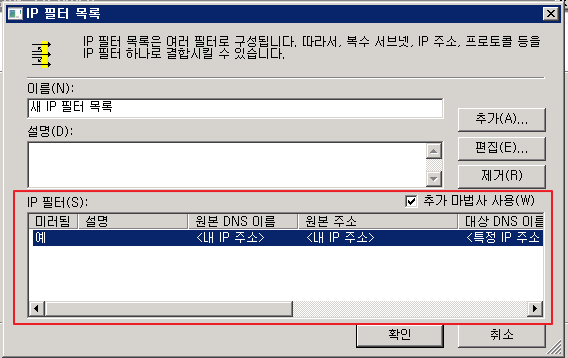 IP 필터 목록
IP 필터 목록은 여러 필터로 구성됩니다. 따라서, 복수 서브넷, IP 주소, 프로토콜 등을
IP 필터 하나로 결합시킬 수 있습니다.
이름(N):
새 IP 필터 목록
추가(A)...
설명(D):
편집(E)...
제거(R)
IP 필터(S):
추가 마법사 사용(W)
미러됨 설명 원본 DNS 이름 원본 주소 대상 DNS 이름
예 <내 IP 주소> <내 IP 주소> <특정 IP 주소
확인
취소